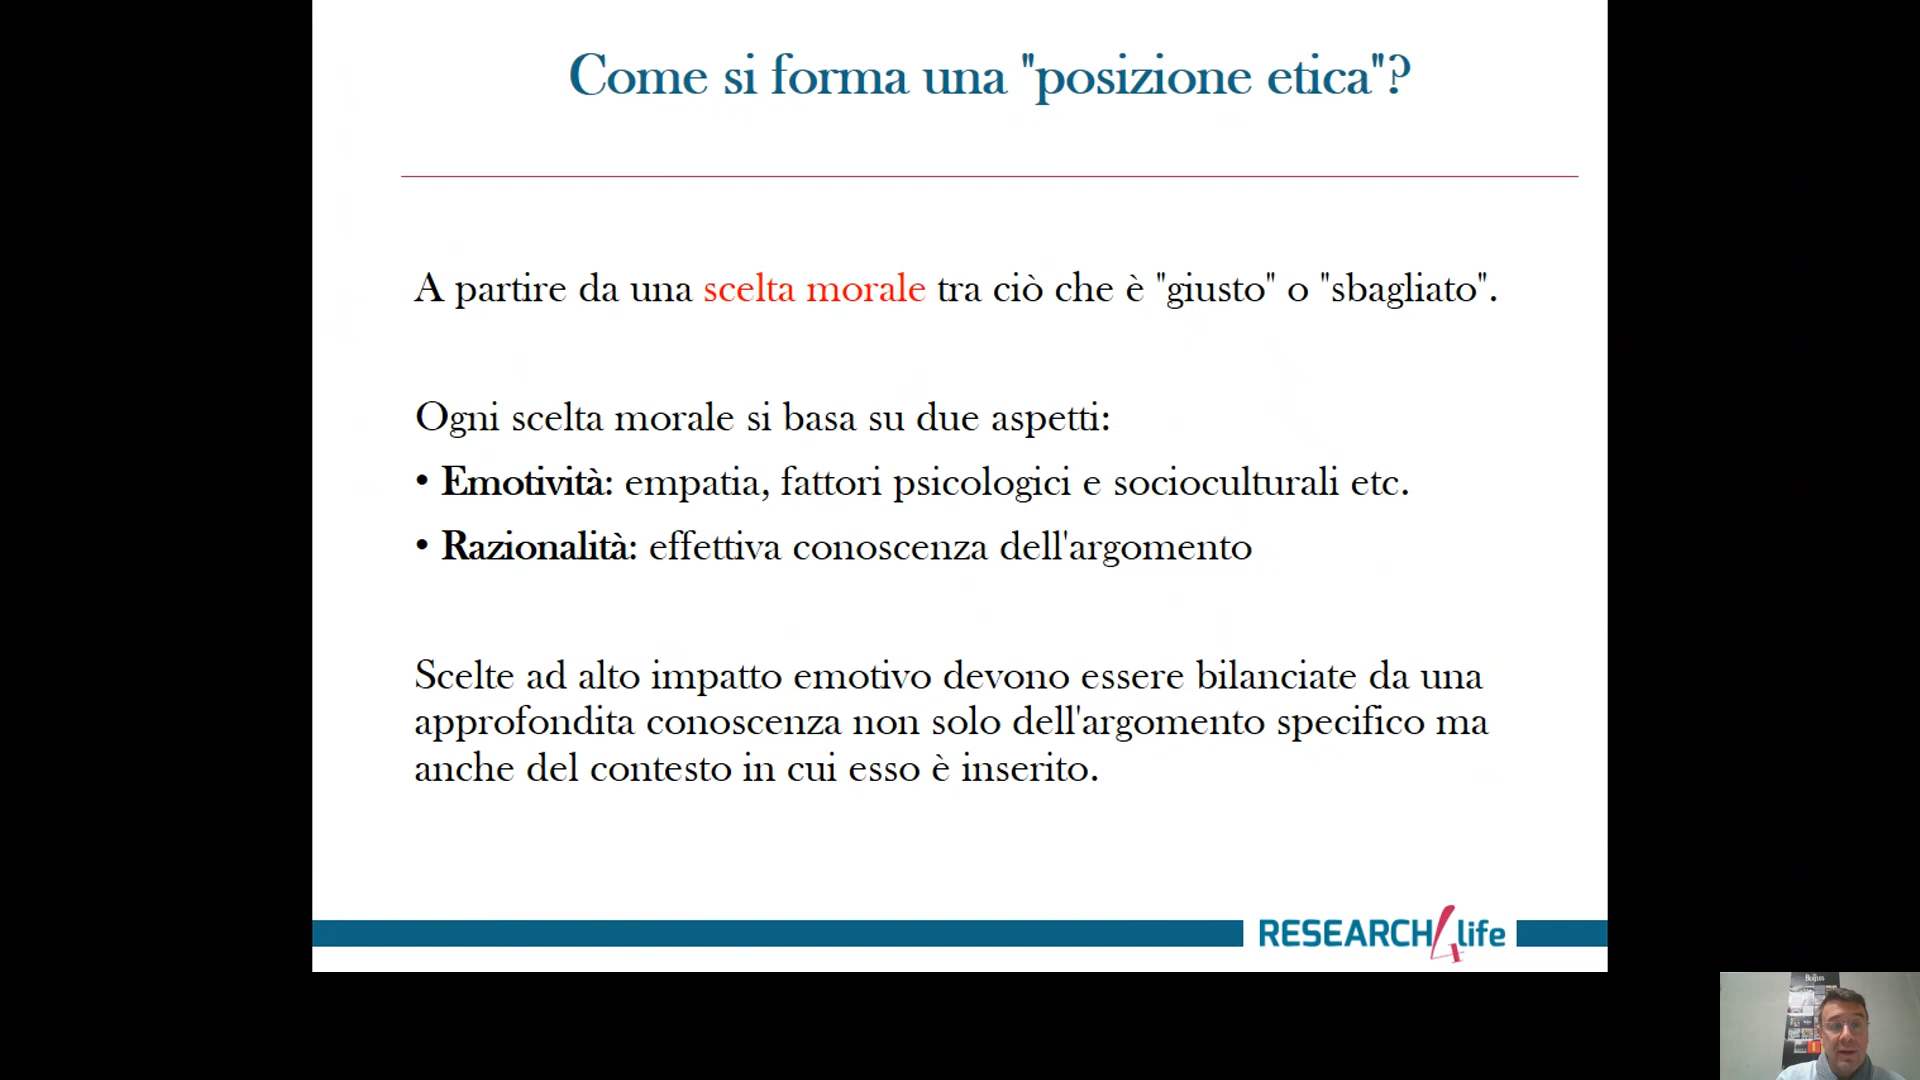 Come si forma una "posizione etica"?
A partire da una scelta morale tra ciò che è "giusto" o "sbagliato".
Ogni scelta morale si basa su due aspetti:
• Emotività: empatia, fattori psicologici e socioculturali etc.
• Razionalità: effettiva conoscenza dell'argomento
Scelte ad alto impatto emotivo devono essere bilanciate da una
approfondita conoscenza non solo dell'argomento specifico ma
anche del contesto in cui esso è inserito.
RESEARCH4life